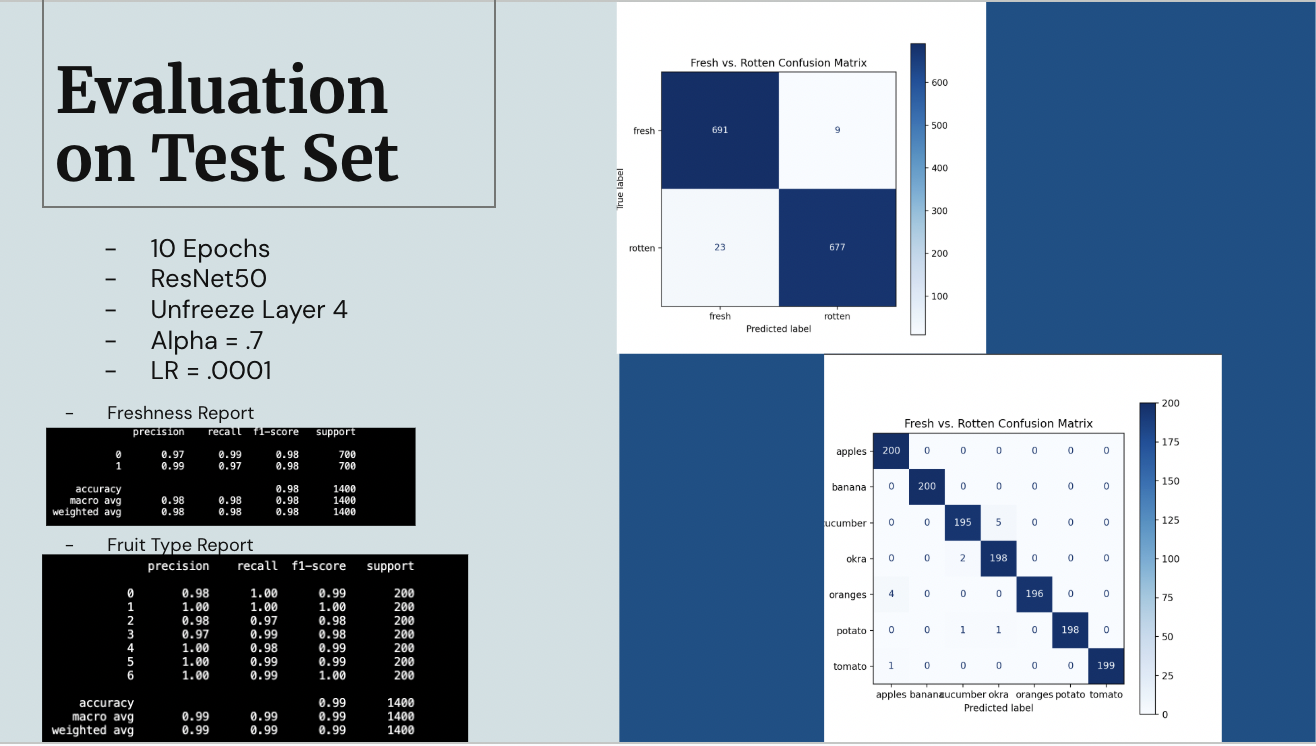 Evaluation
on Test Set
- 10 Epochs
- ResNet50
- Unfreeze Layer 4
- Alpha = .7
- LR = .0001
- Freshness Report
precision recall f1-score support
0 0.97 0.99 0.98 700
1 0.99 0.97 0.98 700
accuracy 0.98 1400
macro avg 0.98 0.98 0.98 1400
weighted avg 0.98 0.98 0.98 1400
- Fruit Type Report
precision recall f1-score support
0 0.98 1.00 0.99 200
1 1.00 1.00 1.00 200
2 0.98 0.97 0.98 200
3 0.97 0.99 0.98 200
4 1.00 0.98 0.99 200
5 1.00 0.99 0.99 200
6 1.00 0.99 1.00 200
accuracy 0.99 1400
macro avg 0.99 0.99 0.99 1400
weighted avg 0.99 0.99 0.99 1400
Fresh vs. Rotten Confusion Matrix
True label
fresh 691 9
rotten 23 677
fresh rotten
Predicted label
600
500
400
300
200
100
Fresh vs. Rotten Confusion Matrix
apples 200 0 0 0 0 0 0
banana 0 200 0 0 0 0 0
ucumber 0 0 195 5 0 0 0
okra 0 0 2 198 0 0 0
oranges 4 0 0 0 196 0 0
potato 0 0 1 1 0 198 0
tomato 1 0 0 0 0 0 199
apples banana cucumber okra oranges potato tomato
Predicted label
200
175
150
125
100
75
50
25
0